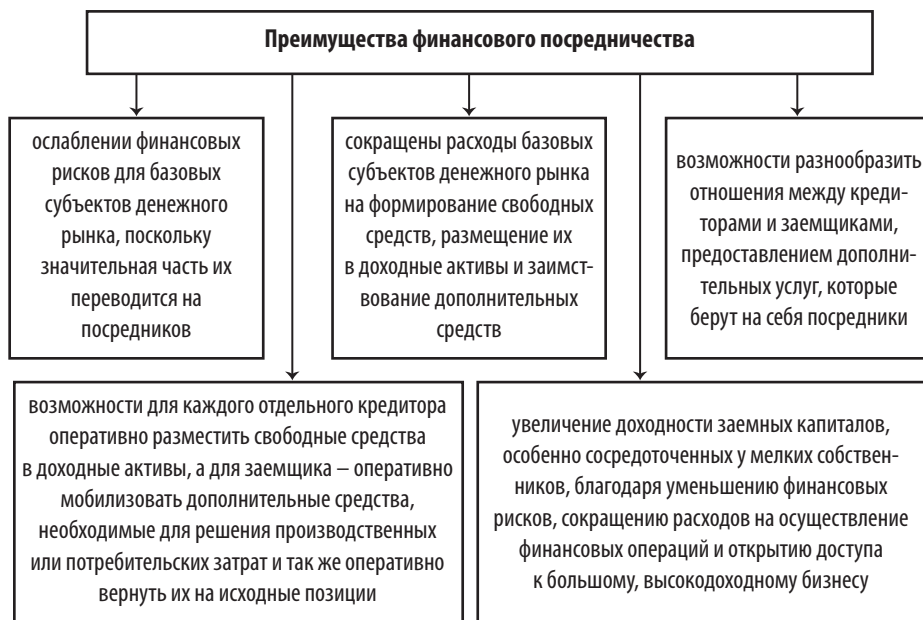 Преимущества финансового посредничества
ослаблении финансовых
рисков для базовых
субъектов денежного
рынка, поскольку
значительная часть их
переводится на
посредников
сокращены расходы базовых
субъектов денежного рынка
на формирование свободных
средств, размещение их
в доходные активы и заимст-
вование дополнительных
средств
возможности разнообразить
отношения между креди-
торами и заемщиками,
предоставлением дополни-
тельных услуг, которые
берут на себя посредники
возможности для каждого отдельного кредитора
оперативно разместить свободные средства
в доходные активы, а для заемщика – оперативно
мобилизовать дополнительные средства,
необходимые для решения производственных
или потребительских затрат и так же оперативно
вернуть их на исходные позиции
увеличение доходности заемных капиталов,
особенно сосредоточенных у мелких собствен-
ников, благодаря уменьшению финансовых
рисков, сокращению расходов на осуществление
финансовых операций и открытию доступа
к большому, высокодоходному бизнесу